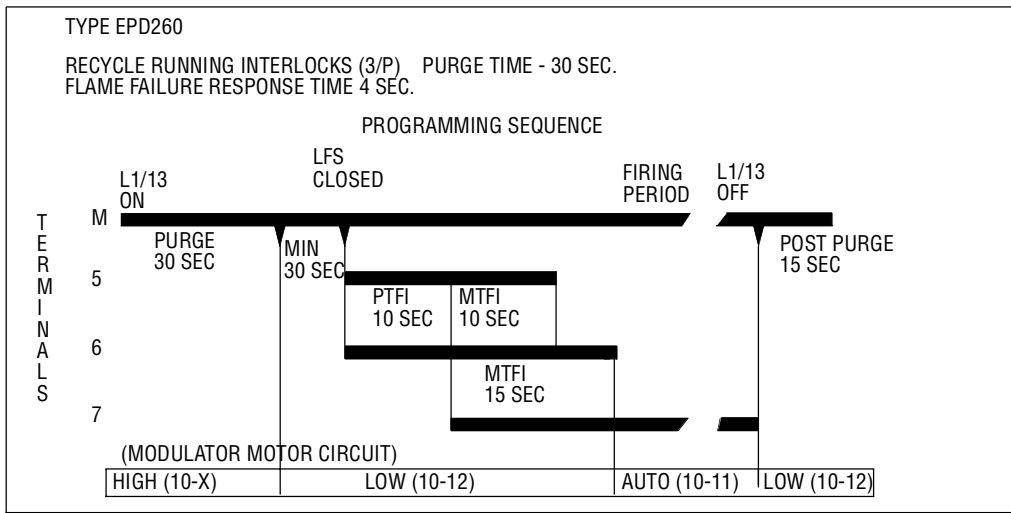 TYPE EPD260
RECYCLE RUNNING INTERLOCKS (3/P) PURGE TIME - 30 SEC.
FLAME FAILURE RESPONSE TIME 4 SEC.
PROGRAMMING SEQUENCE
L1/13
ON
LFS
CLOSED
FIRING
PERIOD
L1/13
OFF
TERMINALS
M
PURGE
30 SEC
MIN
30 SEC
POST PURGE
15 SEC
5
PTFI
10 SEC
MTFI
10 SEC
6
MTFI
15 SEC
7
(MODULATOR MOTOR CIRCUIT)
HIGH (10-X)
LOW (10-12)
AUTO (10-11)
LOW (10-12)